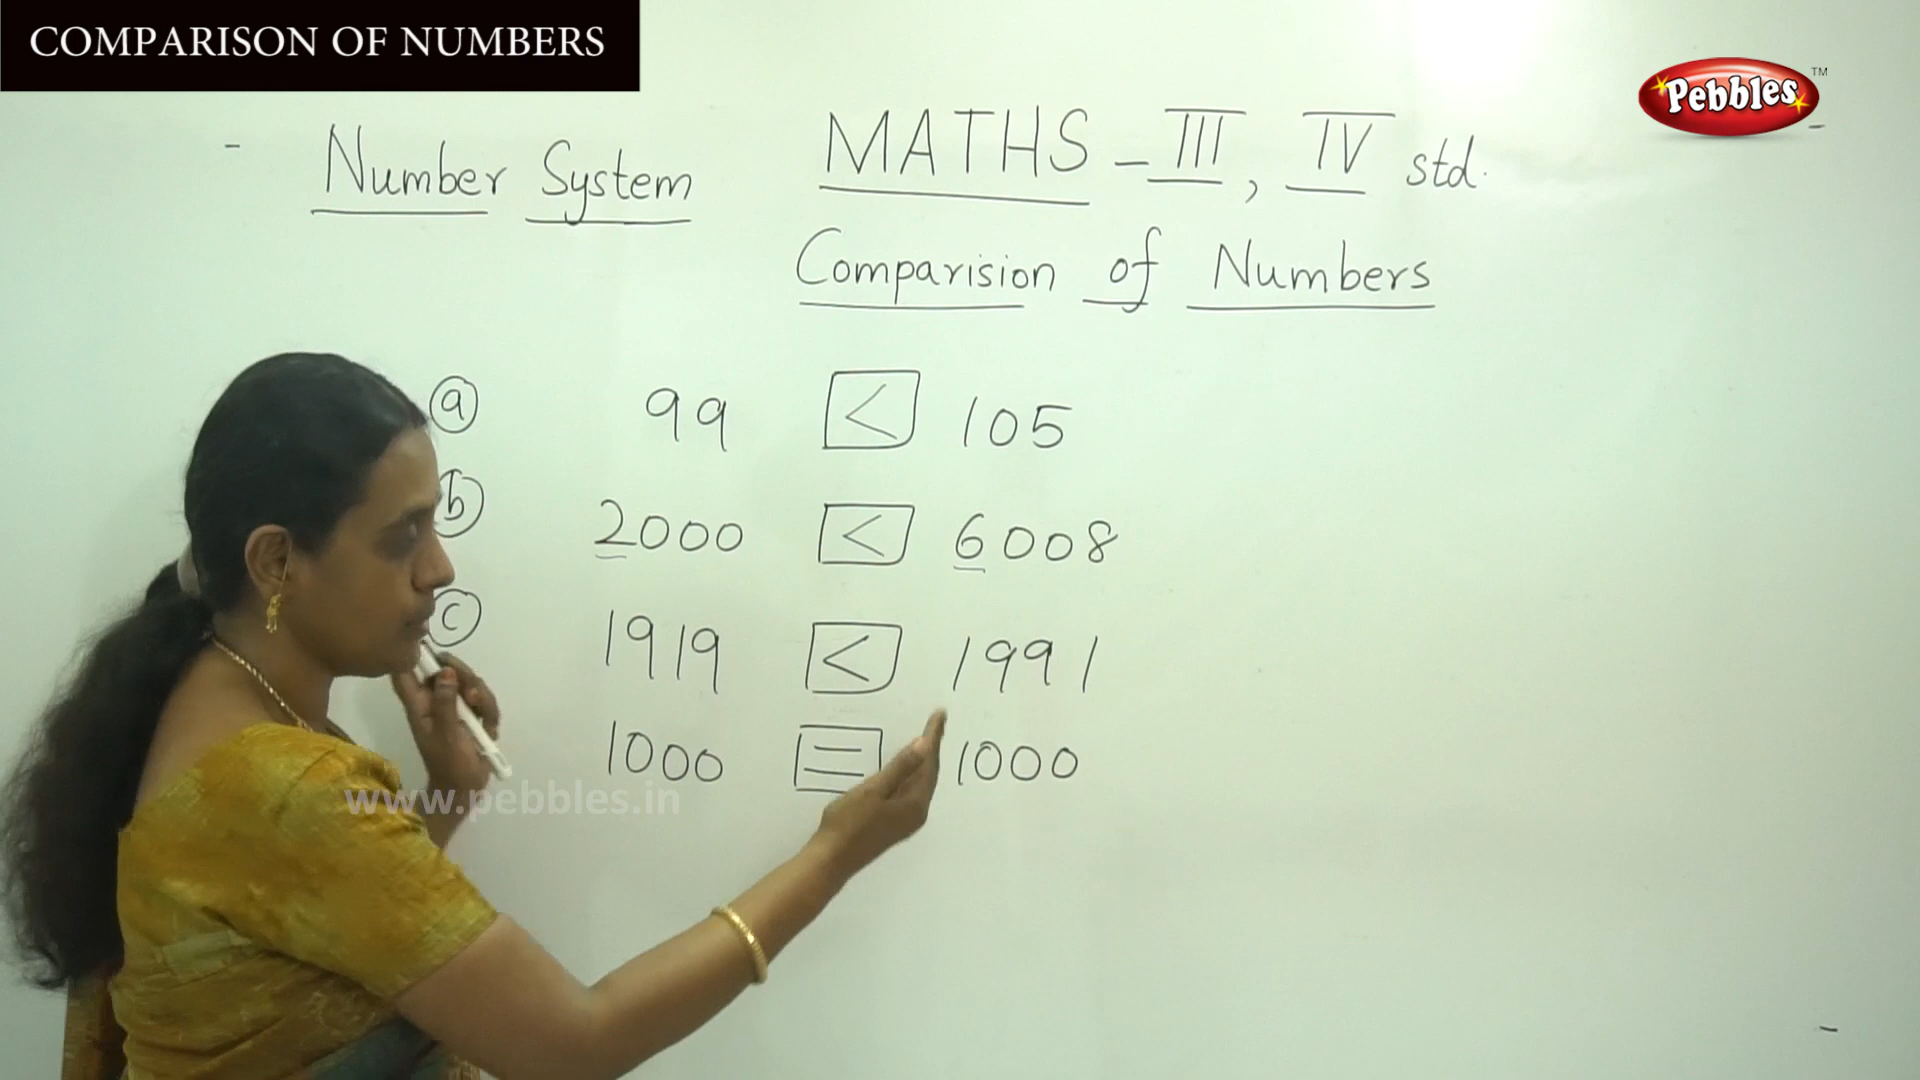 COMPARISON OF NUMBERS
Pebbles TM
Number System
MATHS - III, IV std.
Comparision of Numbers
a 99 < 105
b 2000 < 6008
c 1919 < 1991
1000 = 1000
www.pebbles.in